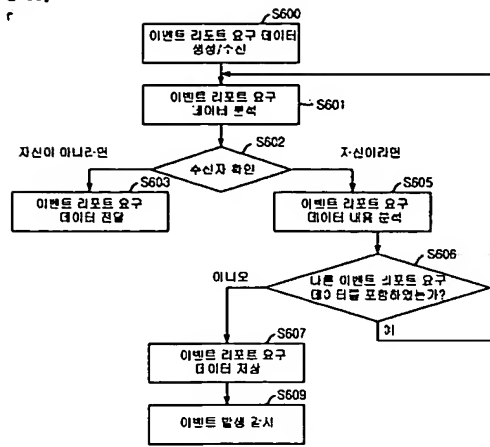 S600
이벤트 리포트 요구 데이터
생성/수신
이벤트 리포트 요구
데이터 분석
S601
S602
수신자 확인
자신이 아니라면
자신이라면
S603
이벤트 리포트 요구
데이터 전달
S605
이벤트 리포트 요구
데이터 내용 분석
S606
다른 이벤트 리포트 요구
데이터를 포함하였는가?
아니오
예
S607
이벤트 리포트 요구
데이터 저장
S609
이벤트 발생 감시